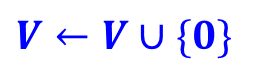 V ← V ∪ {0}